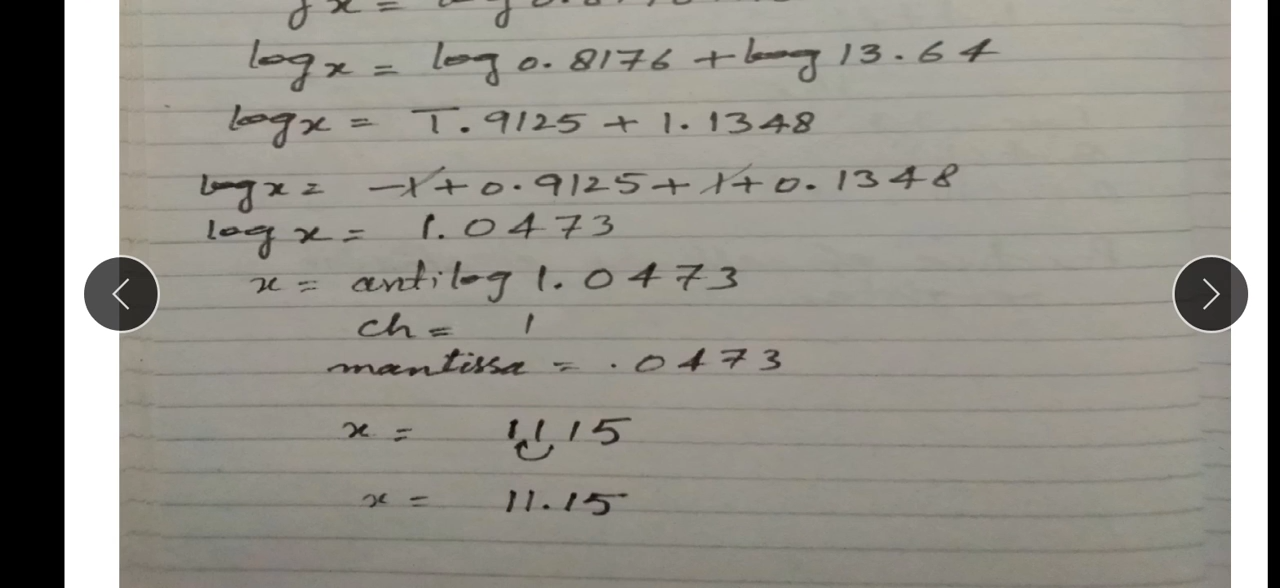 log x = log 0.8176 + log 13.64
log x = 1̅.9125 + 1.1348
log x = -1 + 0.9125 + 1 + 0.1348
log x = 1.0473
x = antilog 1.0473
ch = 1
mantissa = .0473
x = 1115
x = 11.15